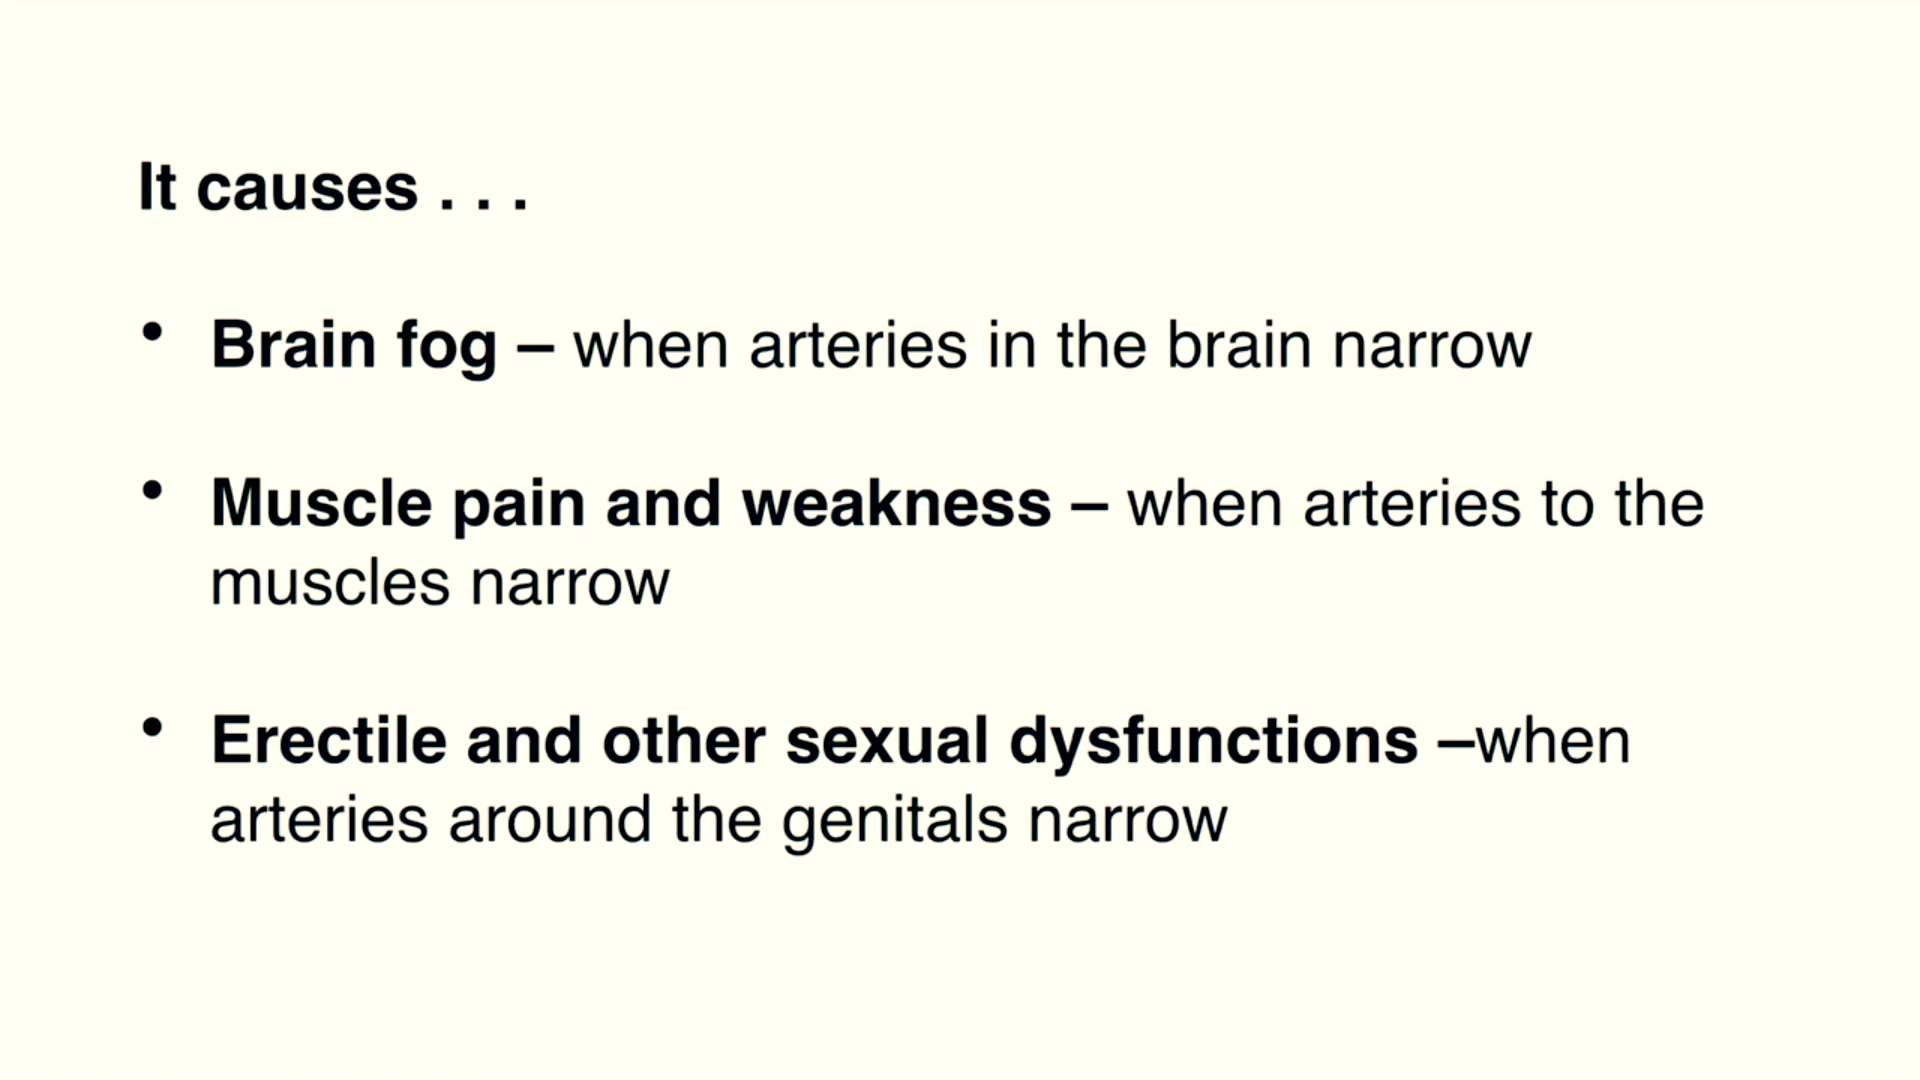 It causes . . .
• Brain fog – when arteries in the brain narrow
• Muscle pain and weakness – when arteries to the
muscles narrow
• Erectile and other sexual dysfunctions –when
arteries around the genitals narrow